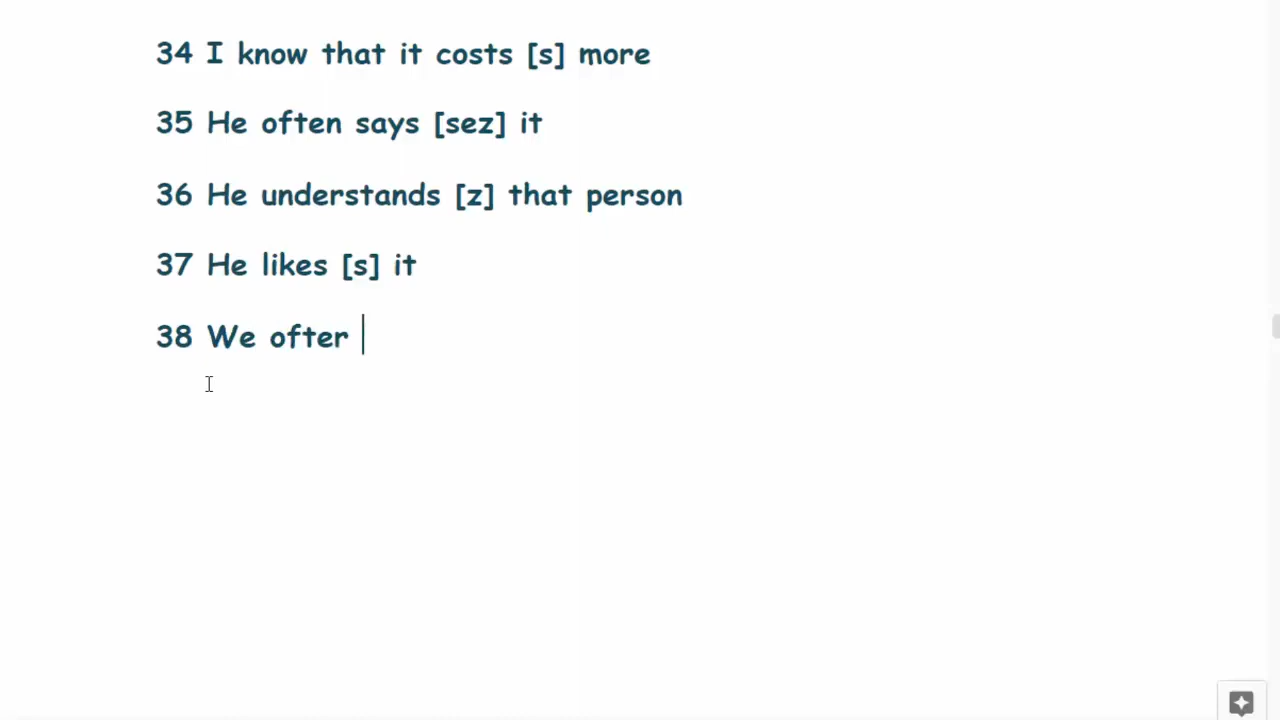 34 I know that it costs [s] more
35 He often says [sez] it
36 He understands [z] that person
37 He likes [s] it
38 We ofter